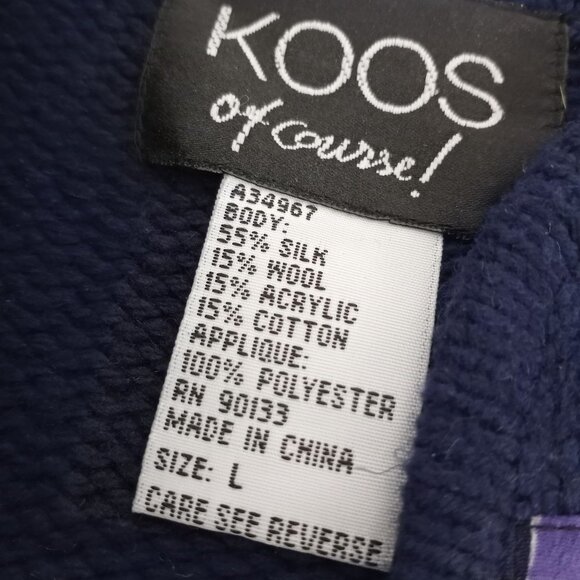 KOOS
of course!
A34967
BODY:
55% SILK
15% WOOL
15% ACRYLIC
15% COTTON
APPLIQUE:
100% POLYESTER
RN 90133
MADE IN CHINA
SIZE: L
CARE SEE REVERSE